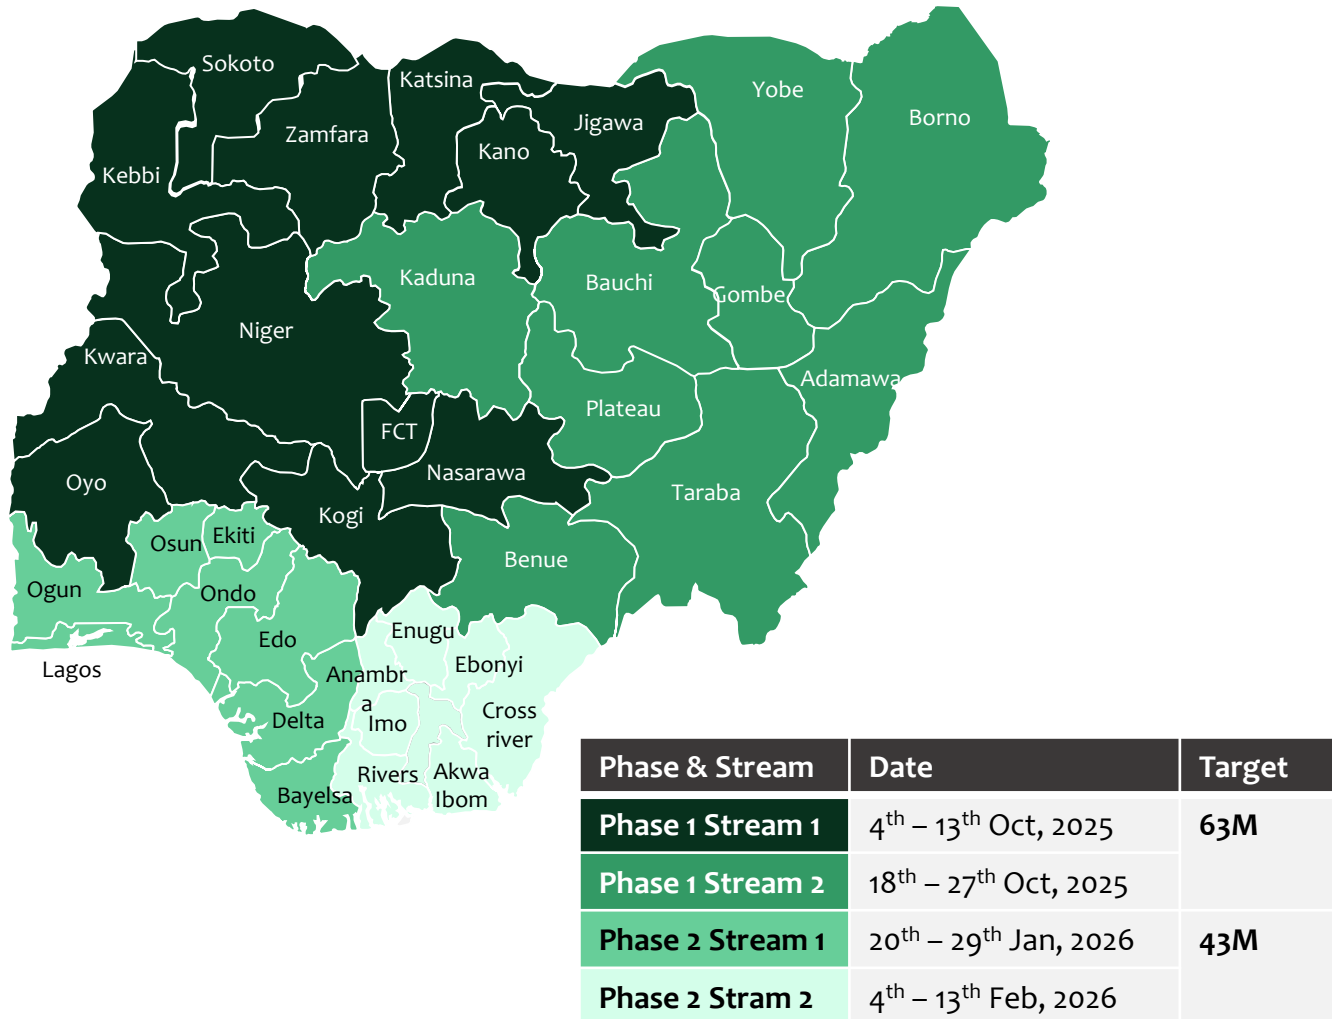 Sokoto
Katsina
Yobe
Borno
Zamfara
Jigawa
Kano
Kebbi
Kaduna
Bauchi
Gombe
Niger
Kwara
Adamawa
Plateau
FCT
Nasarawa
Oyo
Taraba
Kogi
Osun
Ekiti
Benue
Ogun
Ondo
Enugu
Edo
Ebonyi
Lagos
Anambr
a
Imo
Delta
Cross
river
Rivers
Akwa
Ibom
Bayelsa
Phase & Stream Date Target
Phase 1 Stream 1 4th – 13th Oct, 2025 63M
Phase 1 Stream 2 18th – 27th Oct, 2025
Phase 2 Stream 1 20th – 29th Jan, 2026 43M
Phase 2 Stram 2 4th – 13th Feb, 2026